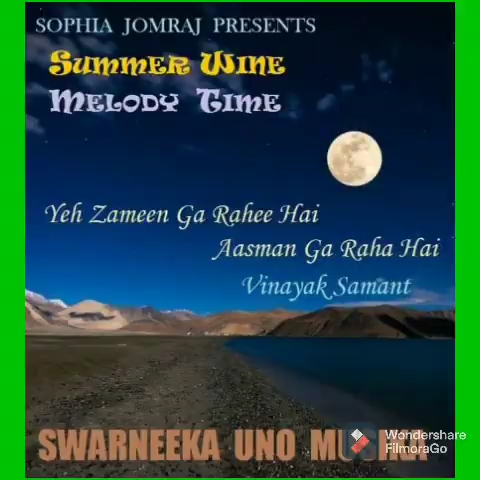 SOPHIA JOMRAJ PRESENTS
SUMMER WINE
MELODY TIME
Yeh Zameen Ga Rahee Hai
Aasman Ga Raha Hai
Vinayak Samant
SWARNEEKA UNO
Wondershare
FilmoraGo